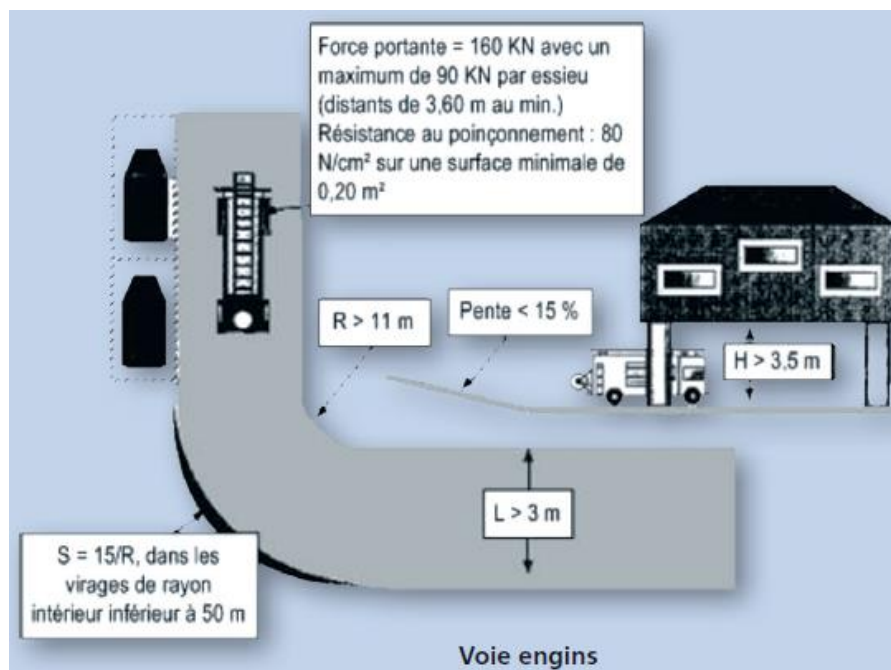 Force portante = 160 KN avec un
maximum de 90 KN par essieu
(distants de 3,60 m au min.)
Résistance au poinçonnement : 80
N/cm² sur une surface minimale de
0,20 m²
R > 11 m
Pente < 15 %
H > 3,5 m
L > 3 m
S = 15/R, dans les
virages de rayon
intérieur inférieur à 50 m
Voie engins